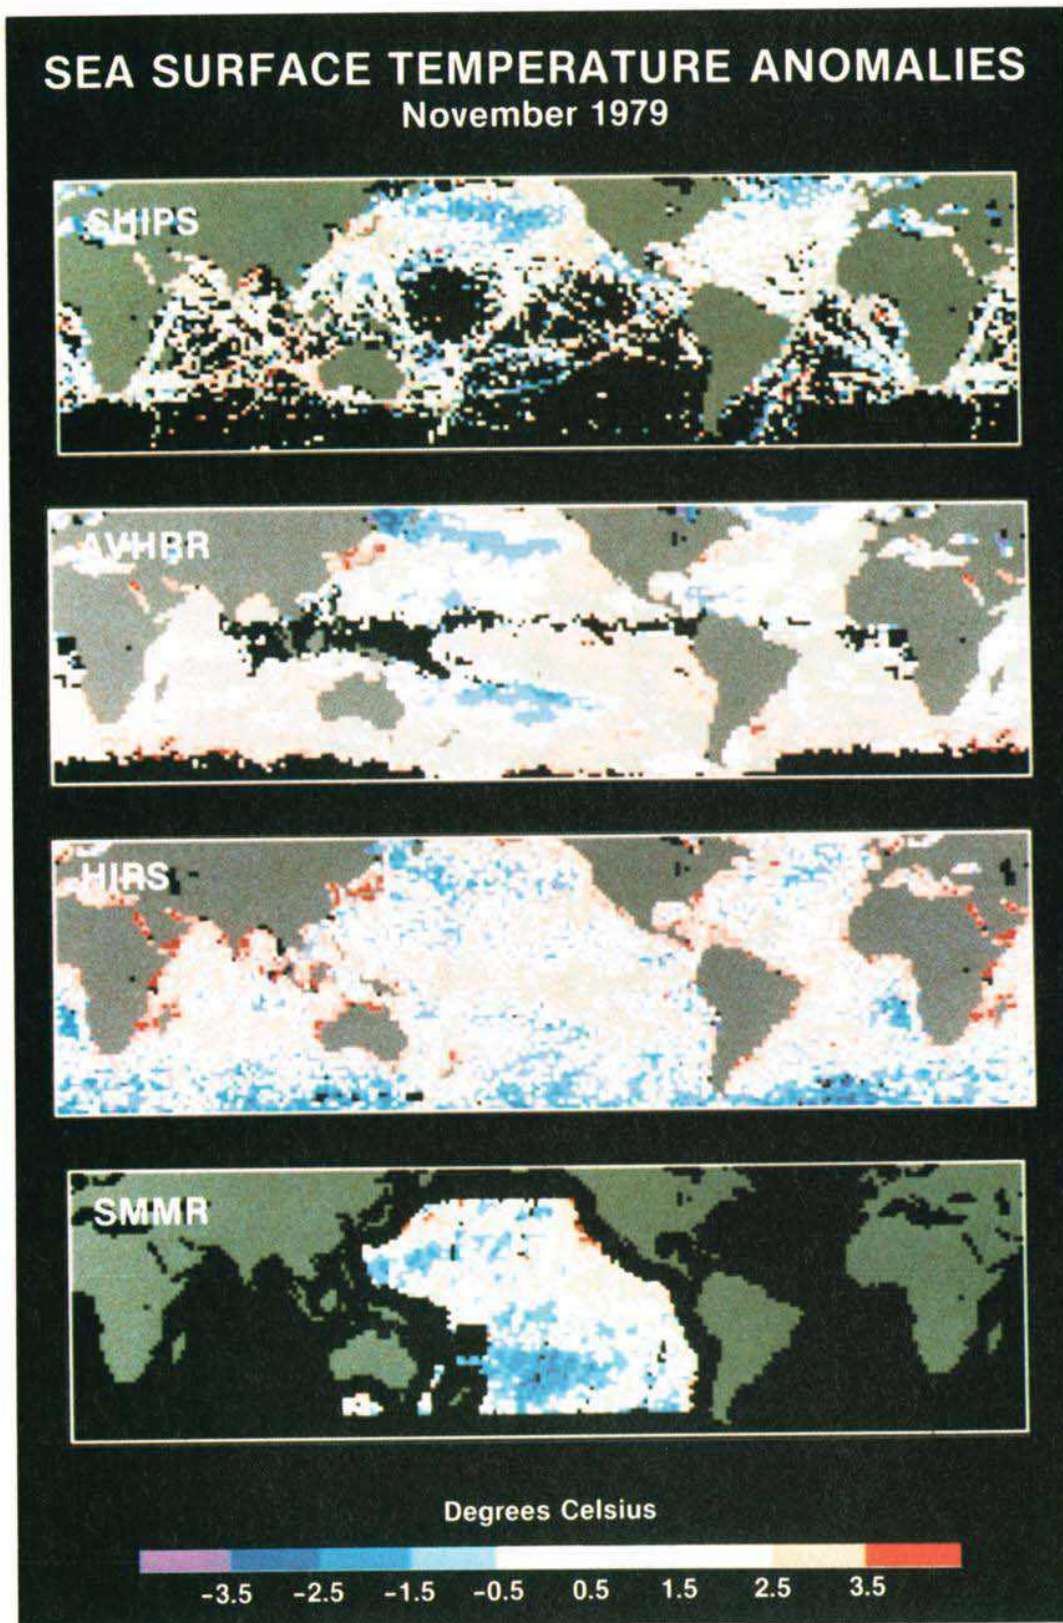 SEA SURFACE TEMPERATURE ANOMALIES
November 1979
SHIPS
AVHRR
HIRS
SMMR
Degrees Celsius
-3.5 -2.5 -1.5 -0.5 0.5 1.5 2.5 3.5